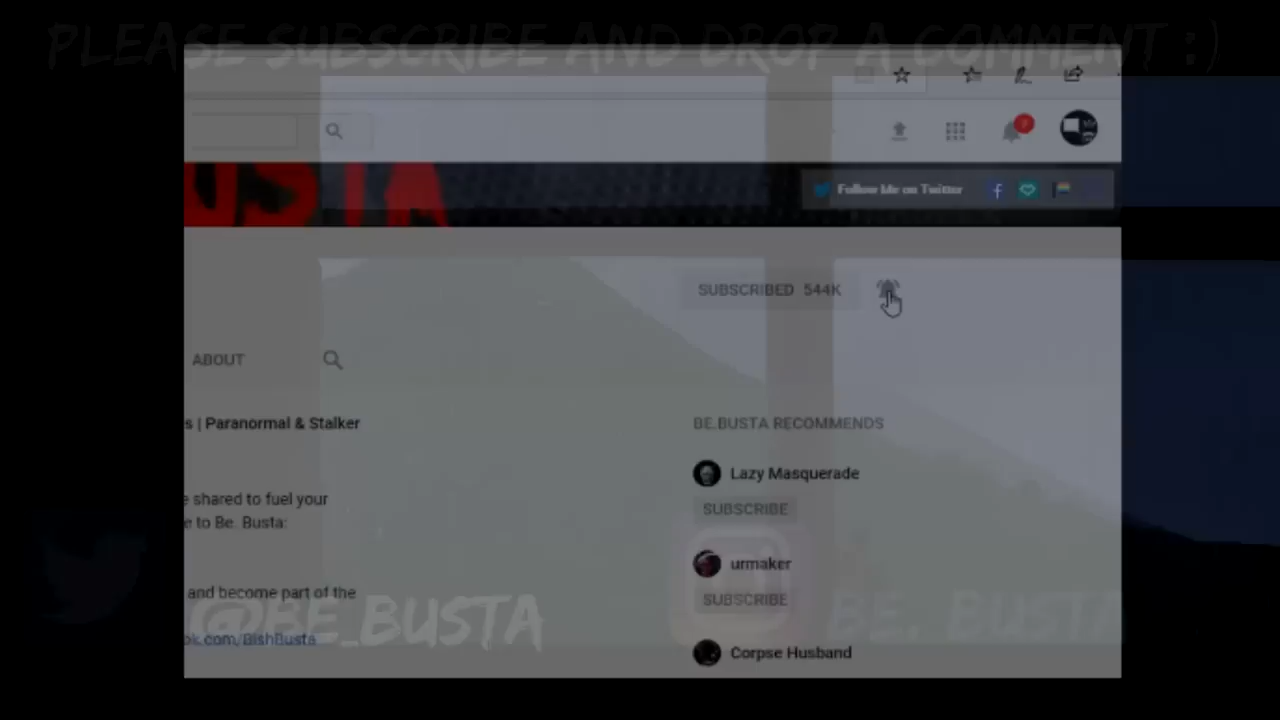 PLEASE SUBSCRIBE AND DROP A COMMENT :)
BUSTA
Follow Me on Twitter
SUBSCRIBED 544K
ABOUT
s | Paranormal & Stalker
BE.BUSTA RECOMMENDS
Lazy Masquerade
e shared to fuel your
SUBSCRIBE
e to Be. Busta:
urmaker
and become part of the
SUBSCRIBE
@BE_BUSTA
BE. BUSTA
ok.com/BishBusta
Corpse Husband